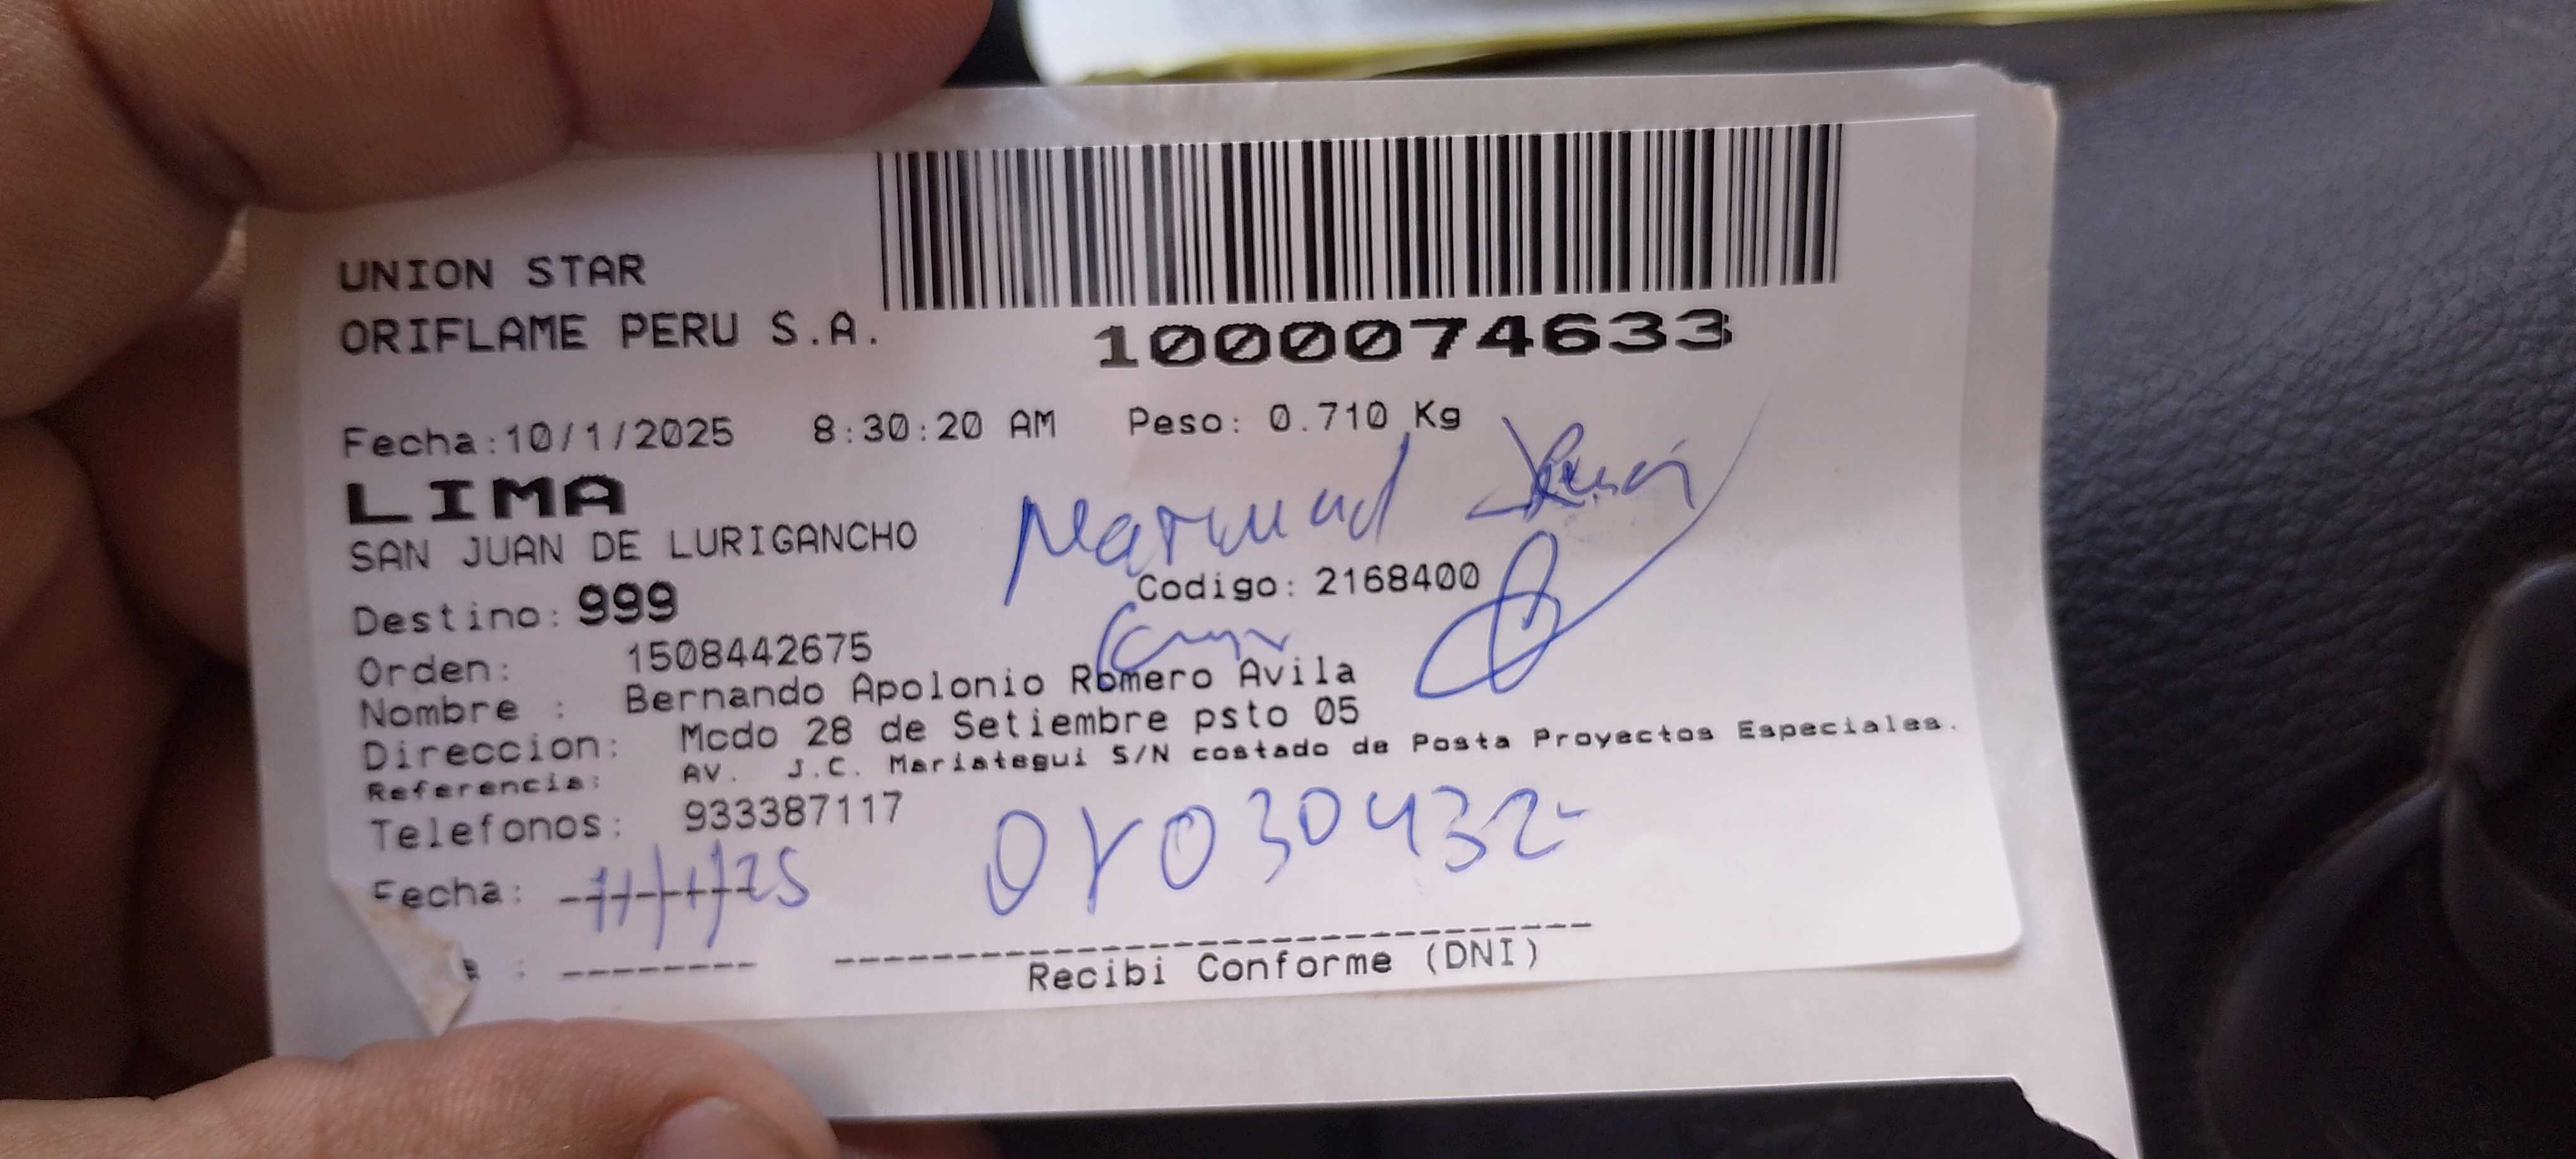 UNION STAR
ORIFLAME PERU S.A.
1000074633
Fecha:10/1/2025 8:30:20 AM Peso: 0.710 Kg
LIMA
SAN JUAN DE LURIGANCHO
Destino: 999 Codigo: 2168400
Orden: 1508442675
Nombre : Bernando Apolonio Romero Avila
Direccion: Mcdo 28 de Setiembre psto 05
Referencia: AV. J.C. Mariategui S/N costado de Posta Proyectos Especiales.
Telefonos: 933387117
Fecha: 11/1/25
Recibi Conforme (DNI)